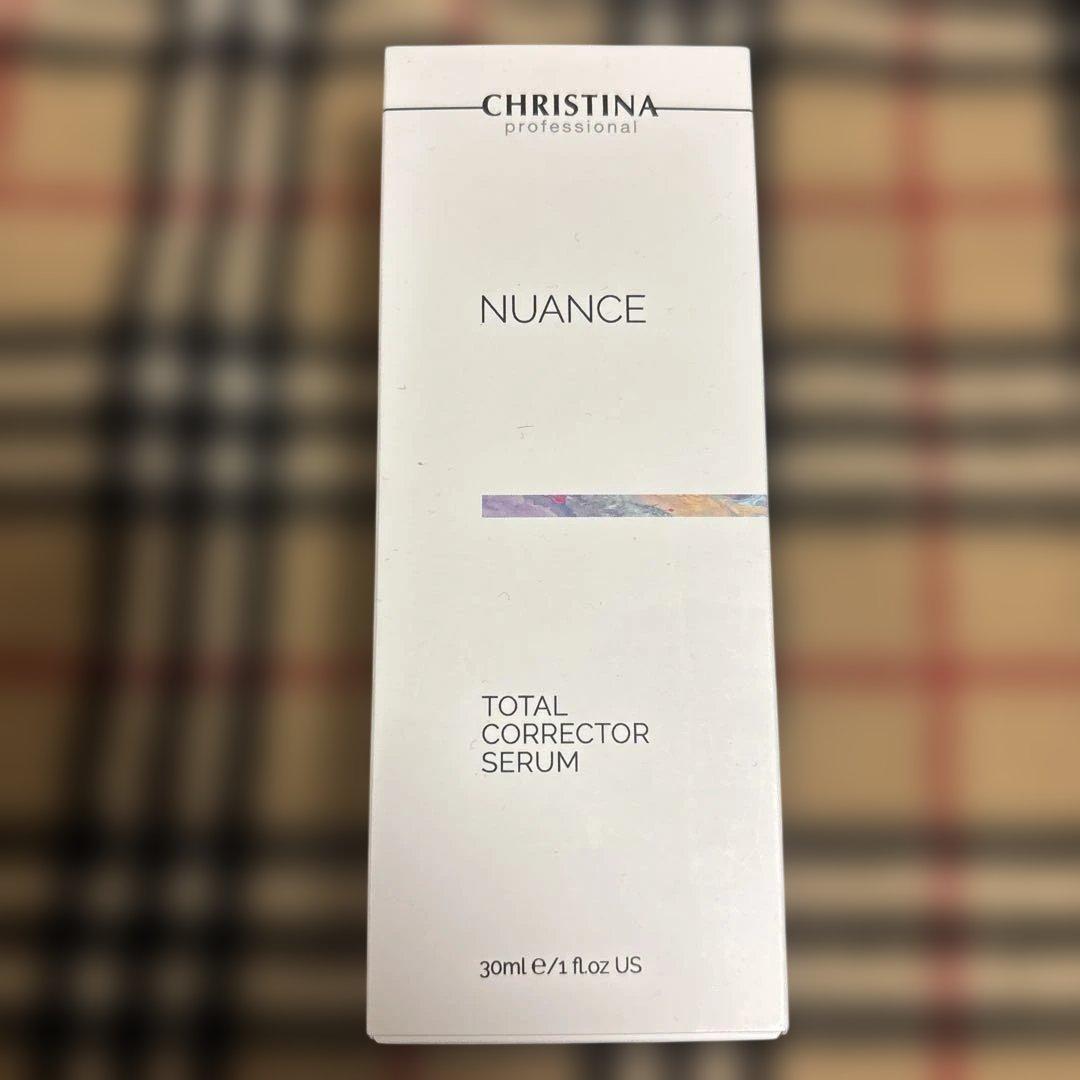 CHRISTINA
professional
NUANCE
TOTAL
CORRECTOR
SERUM
30ml ℮/1 fl.oz US